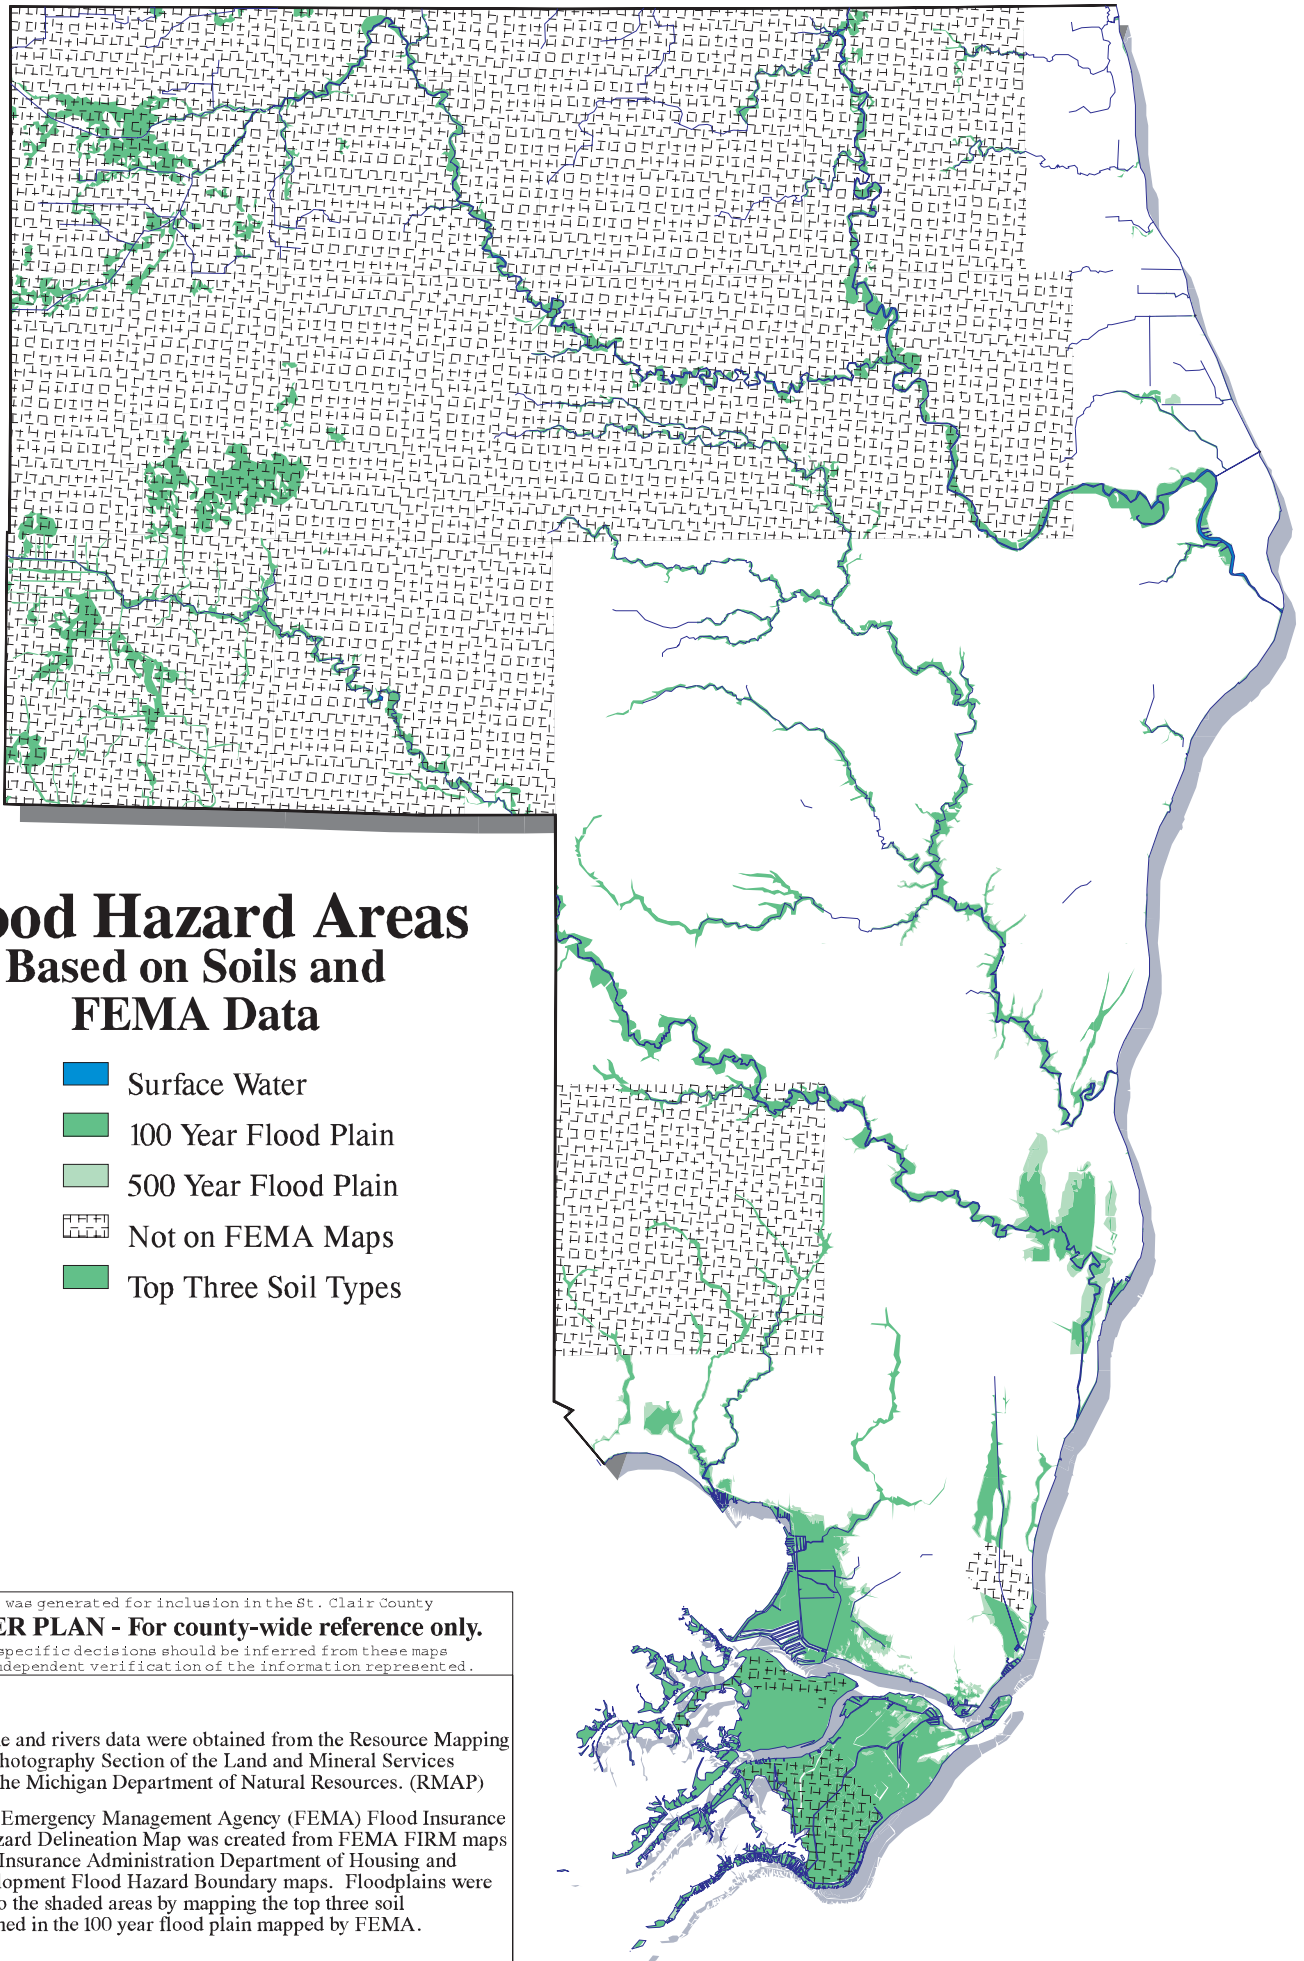 ood Hazard Areas
Based on Soils and
FEMA Data
Surface Water
100 Year Flood Plain
500 Year Flood Plain
Not on FEMA Maps
Top Three Soil Types
was generated for inclusion in the St. Clair County
ER PLAN - For county-wide reference only.
specific decisions should be inferred from these maps
ndependent verification of the information represented.
e and rivers data were obtained from the Resource Mapping
hotography Section of the Land and Mineral Services
he Michigan Department of Natural Resources. (RMAP)
Emergency Management Agency (FEMA) Flood Insurance
zard Delineation Map was created from FEMA FIRM maps
Insurance Administration Department of Housing and
lopment Flood Hazard Boundary maps. Floodplains were
o the shaded areas by mapping the top three soil
ned in the 100 year flood plain mapped by FEMA.